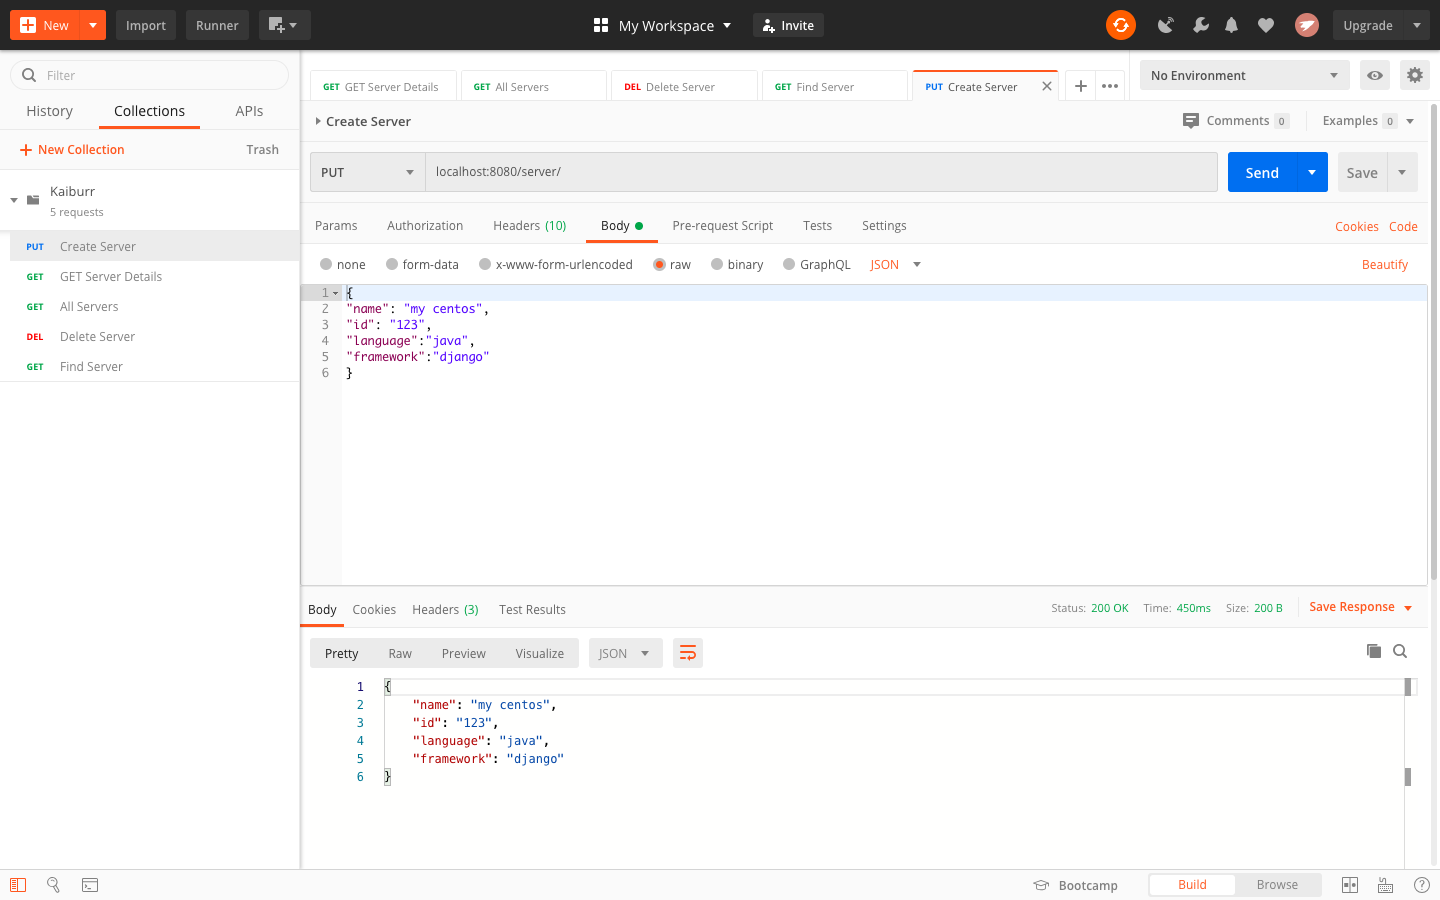 New Import Runner My Workspace Invite Upgrade
Filter
History Collections APIs
New Collection Trash
Kaiburr
5 requests
PUT Create Server
GET GET Server Details
GET All Servers
DEL Delete Server
GET Find Server
GET GET Server Details GET All Servers DEL Delete Server GET Find Server PUT Create Server No Environment
Create Server Comments 0 Examples 0
PUT localhost:8080/server/ Send Save
Params Authorization Headers (10) Body Pre-request Script Tests Settings Cookies Code
none form-data x-www-form-urlencoded raw binary GraphQL JSON Beautify
1 {
2 "name": "my centos",
3 "id": "123",
4 "language":"java",
5 "framework":"django"
6 }
Body Cookies Headers (3) Test Results Status: 200 OK Time: 450ms Size: 200 B Save Response
Pretty Raw Preview Visualize JSON
1 {
2 "name": "my centos",
3 "id": "123",
4 "language": "java",
5 "framework": "django"
6 }
Bootcamp Build Browse